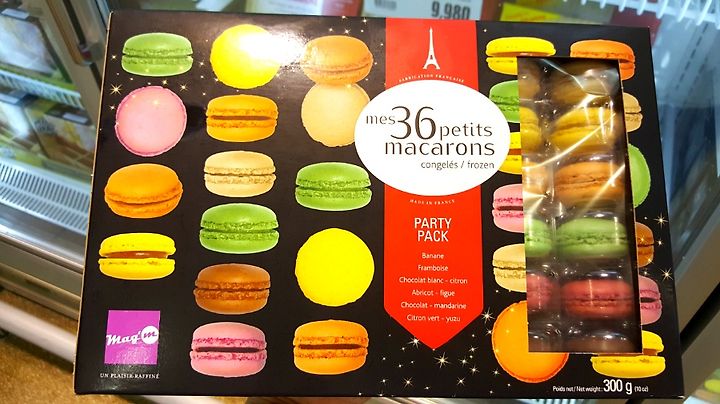 9,980
FABRICATION FRANÇAISE
mes 36 petits
macarons
congelés / frozen
MADE IN FRANCE
PARTY
PACK
Banane
Framboise
Chocolat blanc - citron
Abricot - figue
Chocolat - mandarine
Citron vert - yuzu
Mag'm
UN PLAISIR RAFFINÉ
Poids net / Net weight: 300 g (10 oz)